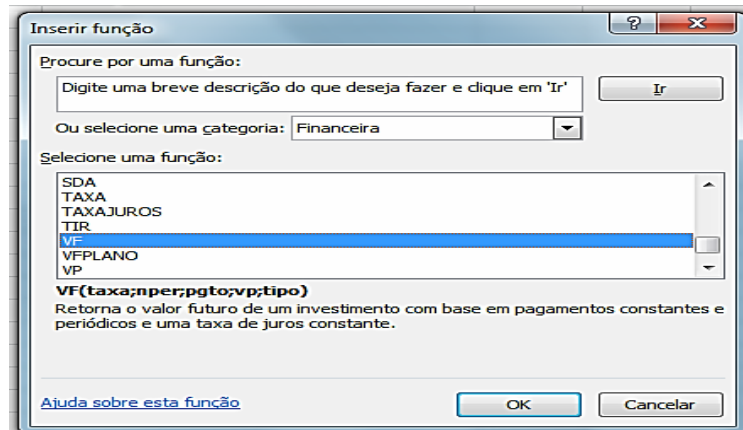 Inserir função
Procure por uma função:
Digite uma breve descrição do que deseja fazer e clique em 'Ir'
Ir
Ou selecione uma categoria: Financeira
Selecione uma função:
SDA
TAXA
TAXAJUROS
TIR
VF
VFPLANO
VP
VF(taxa;nper;pgto;vp;tipo)
Retorna o valor futuro de um investimento com base em pagamentos constantes e
periódicos e uma taxa de juros constante.
Ajuda sobre esta função
OK
Cancelar